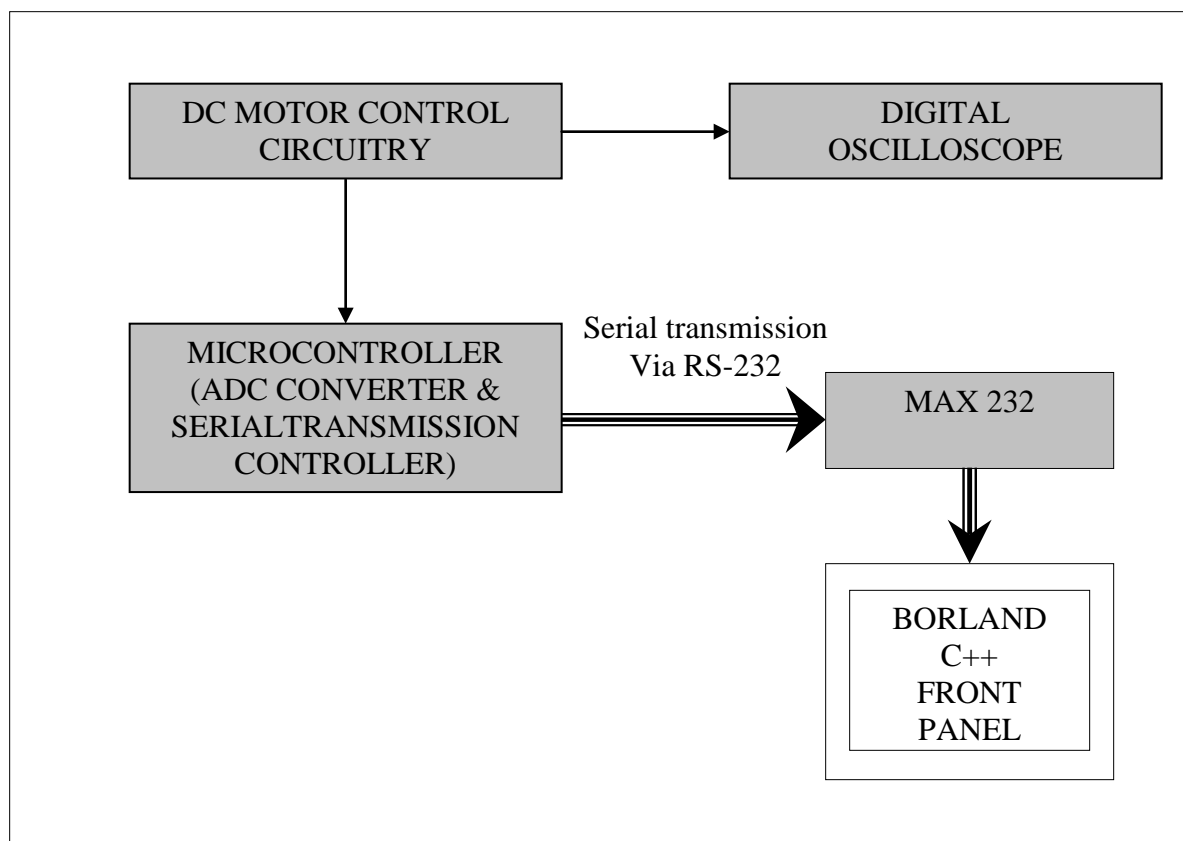 DC MOTOR CONTROL
CIRCUITRY
DIGITAL
OSCILLOSCOPE
MICROCONTROLLER
(ADC CONVERTER &
SERIALTRANSMISSION
CONTROLLER)
Serial transmission
Via RS-232
MAX 232
BORLAND
C++
FRONT
PANEL